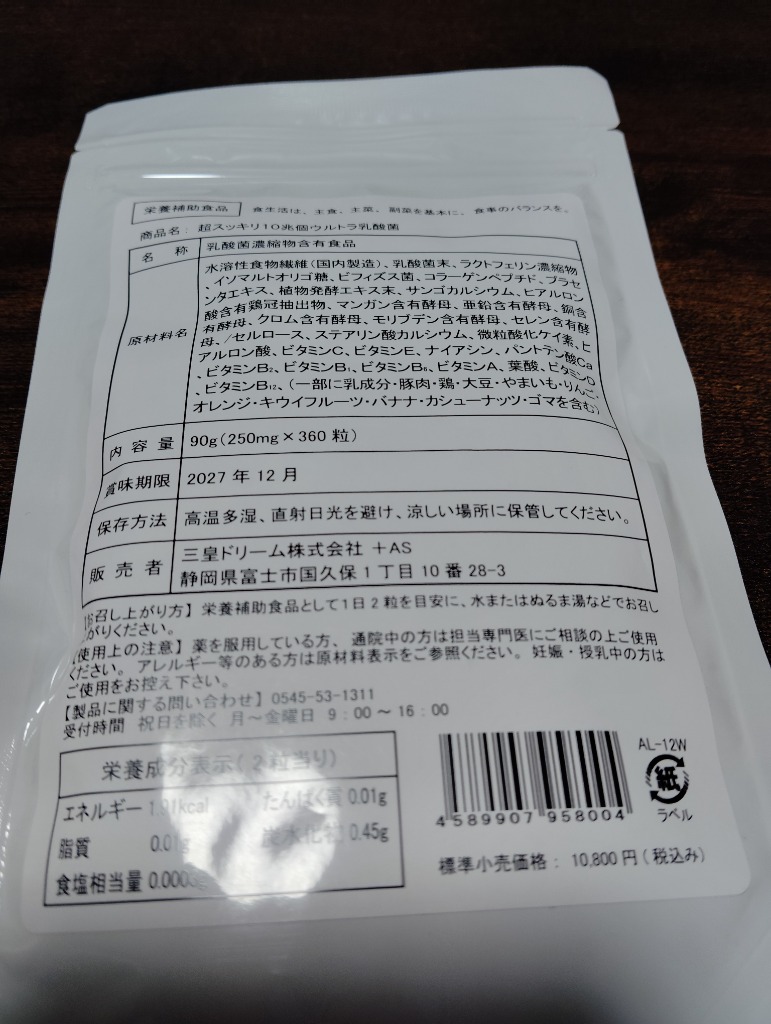 栄養補助食品 食生活は、主食、主菜、副菜を基本に、食事のバランスを。
商品名：超スッキリ10兆個ウルトラ乳酸菌
名 称 乳酸菌濃縮物含有食品
原材料名
水溶性食物繊維(国内製造)、乳酸菌末、ラクトフェリン濃縮物
、イソマルトオリゴ糖、ビフィズス菌、コラーゲンペプチド、プラセ
ンタエキス、植物発酵エキス末、サンゴカルシウム、ヒアルロン
酸含有鶏冠抽出物、マンガン含有酵母、亜鉛含有酵母、銅含
有酵母、クロム含有酵母、モリブデン含有酵母、セレン含有酵
母、/セルロース、ステアリン酸カルシウム、微粒酸化ケイ素、ヒ
アルロン酸、ビタミンC、ビタミンE、ナイアシン、パントテン酸Ca
、ビタミンB₂、ビタミンB₁、ビタミンB₆、ビタミンA、葉酸、ビタミンD
、ビタミンB₁₂、(一部に乳成分・豚肉・鶏・大豆・やまいも・りんご・
オレンジ・キウイフルーツ・バナナ・カシューナッツ・ゴマを含む)
内 容 量 90g(250mg×360 粒)
賞味期限 2027 年 12 月
保存方法 高温多湿、直射日光を避け、涼しい場所に保管してください。
販 売 者 三皇ドリーム株式会社 +AS
静岡県富士市国久保1丁目10番28-3
【お召し上がり方】栄養補助食品として1日2粒を目安に、水またはぬるま湯などでお召し
上がりください。
【使用上の注意】薬を服用している方、通院中の方は担当専門医にご相談の上ご使用
ください。アレルギー等のある方は原材料表示をご参照ください。妊娠・授乳中の方は
ご使用をお控え下さい。
【製品に関する問い合わせ】0545-53-1311
受付時間 祝日を除く 月～金曜日 9：00～16：00
栄養成分表示(2粒当り)
エネルギー 1.91kcal たんぱく質 0.01g
脂質 0.01g 炭水化物 0.45g
食塩相当量
4 589907 958004
AL-12W
紙
ラベル
標準小売価格：10,800円(税込み)